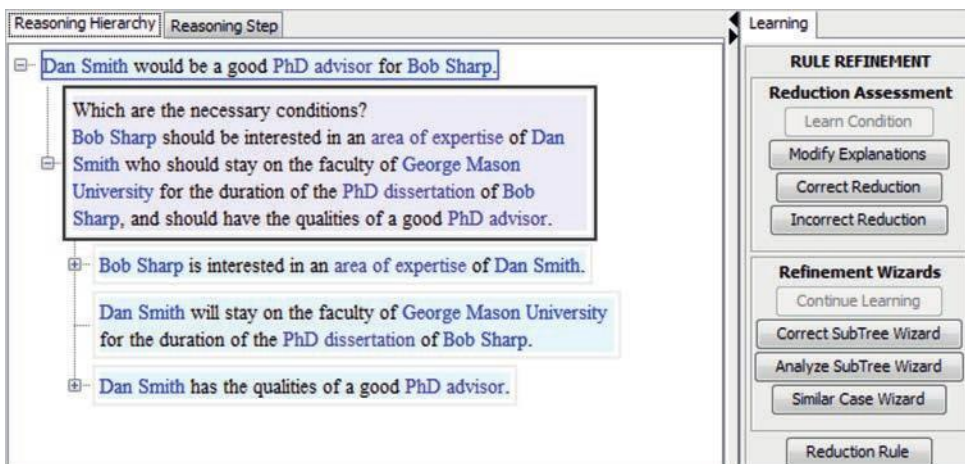 Reasoning Hierarchy
Reasoning Step
Dan Smith would be a good PhD advisor for Bob Sharp.
Which are the necessary conditions?
Bob Sharp should be interested in an area of expertise of Dan
Smith who should stay on the faculty of George Mason
University for the duration of the PhD dissertation of Bob
Sharp, and should have the qualities of a good PhD advisor.
Bob Sharp is interested in an area of expertise of Dan Smith.
Dan Smith will stay on the faculty of George Mason University
for the duration of the PhD dissertation of Bob Sharp.
Dan Smith has the qualities of a good PhD advisor.
Learning
RULE REFINEMENT
Reduction Assessment
Learn Condition
Modify Explanations
Correct Reduction
Incorrect Reduction
Refinement Wizards
Continue Learning
Correct SubTree Wizard
Analyze SubTree Wizard
Similar Case Wizard
Reduction Rule